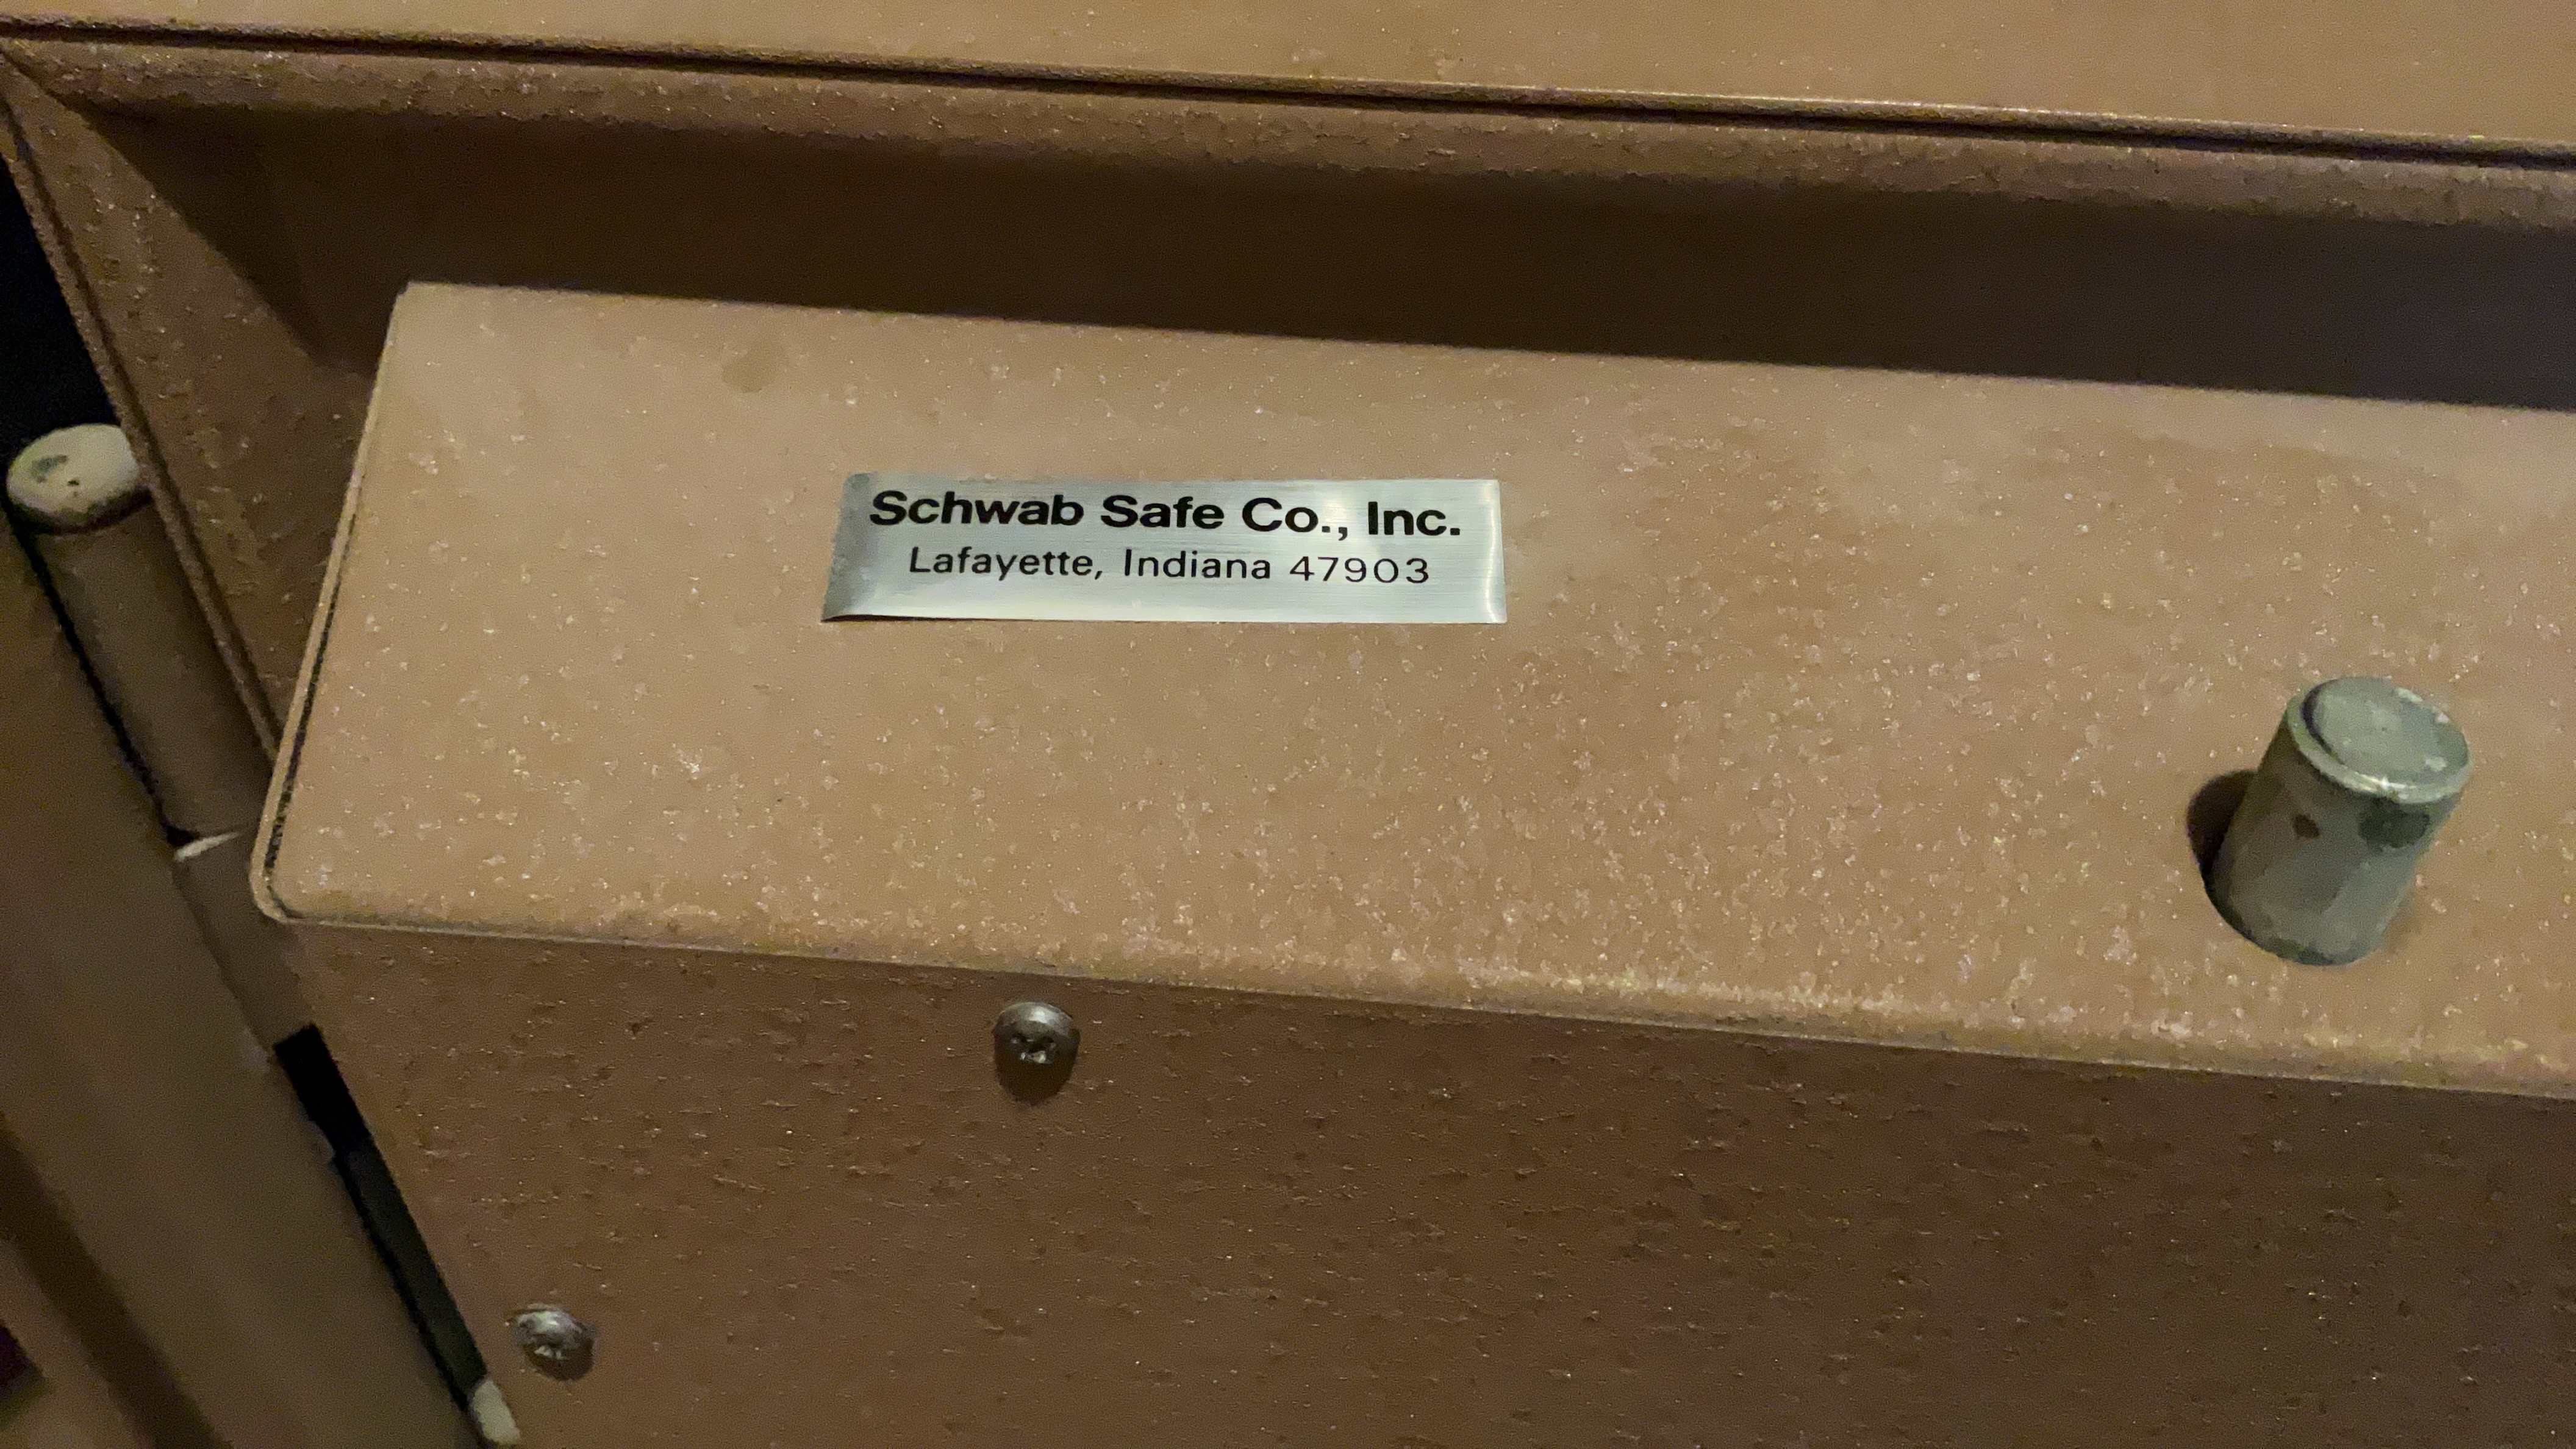 Schwab Safe Co., Inc.
Lafayette, Indiana 47903